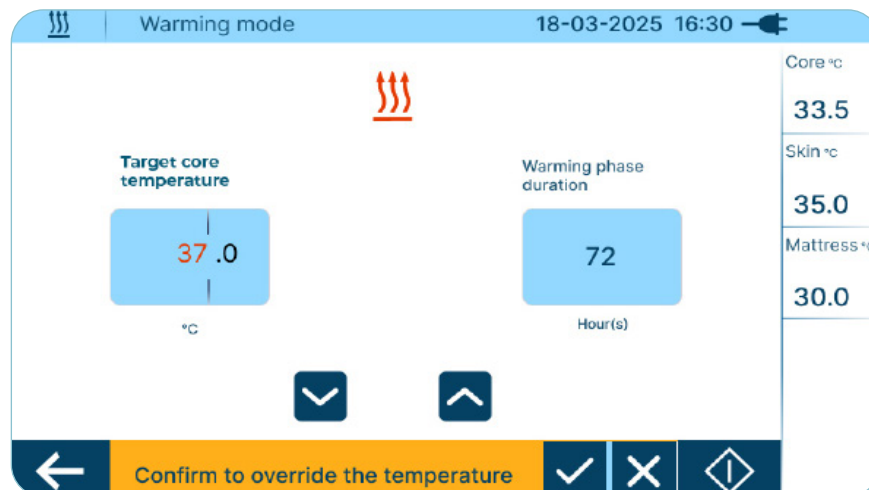 Warming mode
18-03-2025 16:30
Core °C
33.5
Skin °C
35.0
Mattress °C
30.0
Target core
temperature
37.0
°C
Warming phase
duration
72
Hour(s)
Confirm to override the temperature